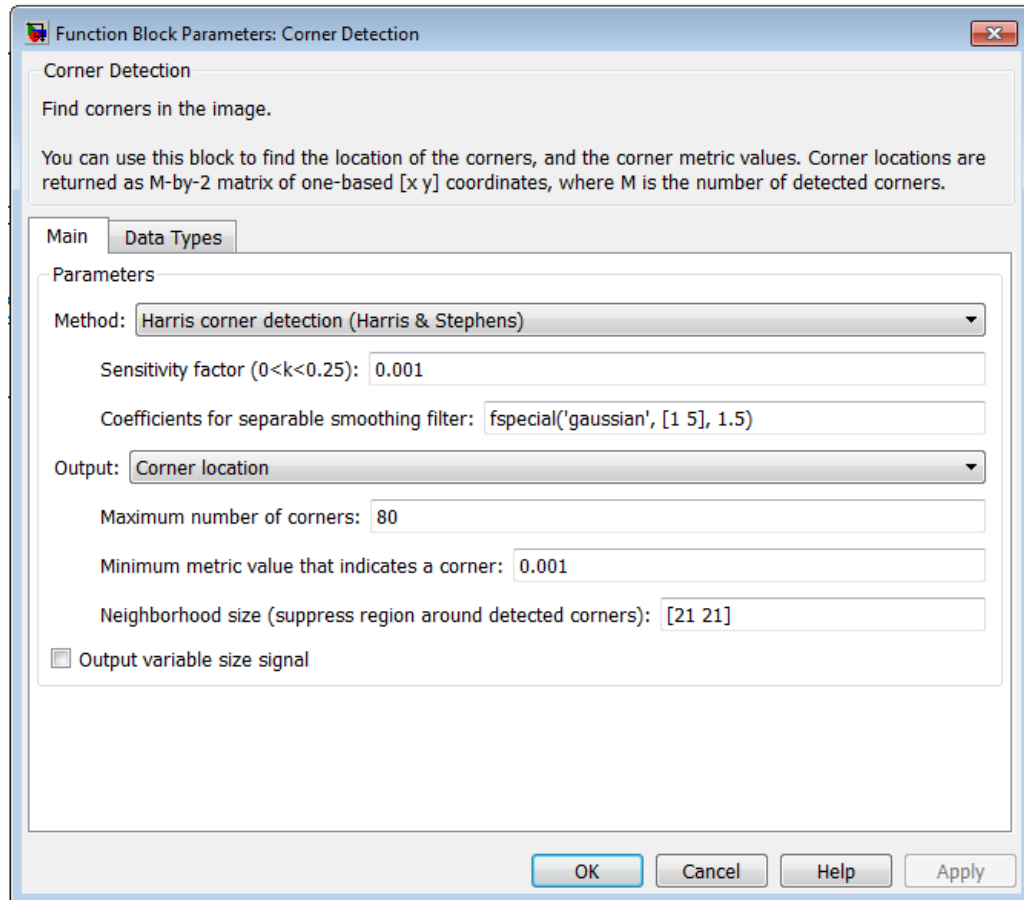 Function Block Parameters: Corner Detection
Corner Detection
Find corners in the image.
You can use this block to find the location of the corners, and the corner metric values. Corner locations are
returned as M-by-2 matrix of one-based [x y] coordinates, where M is the number of detected corners.
Main Data Types
Parameters
Method: Harris corner detection (Harris & Stephens)
Sensitivity factor (0<k<0.25): 0.001
Coefficients for separable smoothing filter: fspecial('gaussian', [1 5], 1.5)
Output: Corner location
Maximum number of corners: 80
Minimum metric value that indicates a corner: 0.001
Neighborhood size (suppress region around detected corners): [21 21]
Output variable size signal
OK Cancel Help Apply